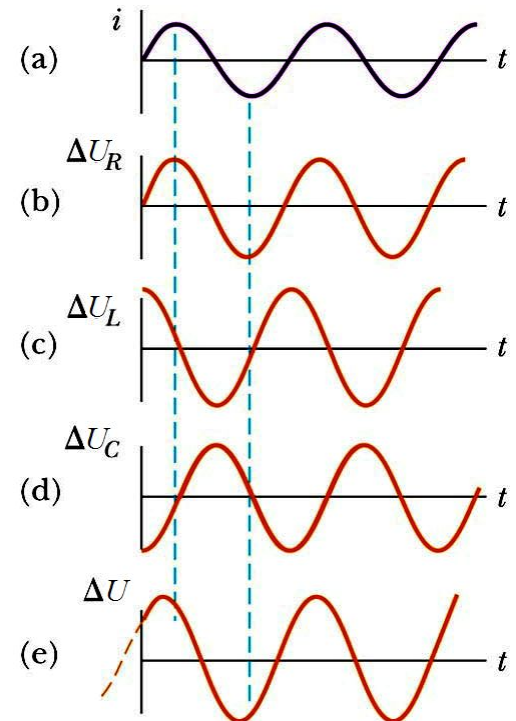 i
(a) t
ΔU_R
(b) t
ΔU_L
(c) t
ΔU_C
(d) t
ΔU
(e) t